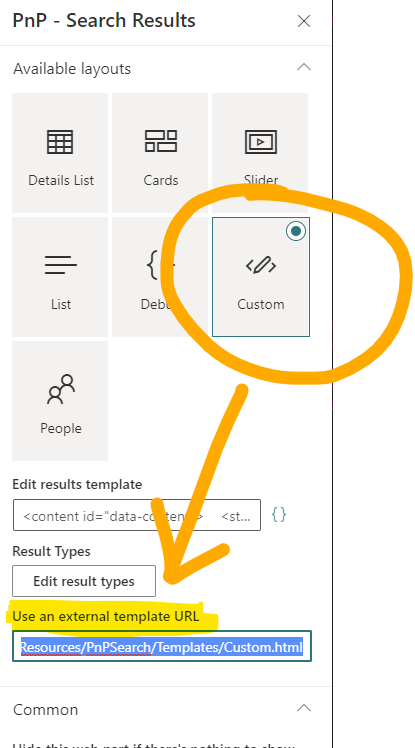 PnP - Search Results
Available layouts
Details List
Cards
Slider
List
Debu
Custom
People
Edit results template
<content id="data-conten > <st...
{}
Result Types
Edit result types
Use an external template URL
Resources/PnPSearch/Templates/Custom.html
Common
Hide this web part if there's nothing to show